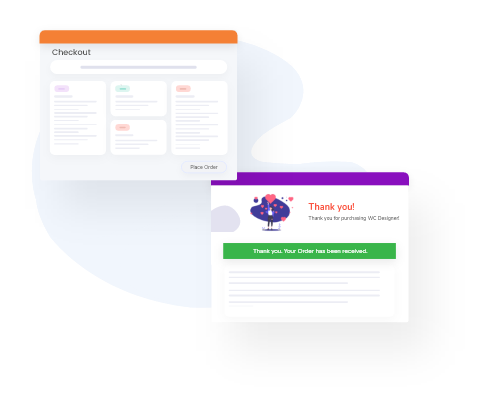 Checkout
Place Order
Thank you!
Thank you for purchasing WC Designer!
Thank you. Your Order has been received.